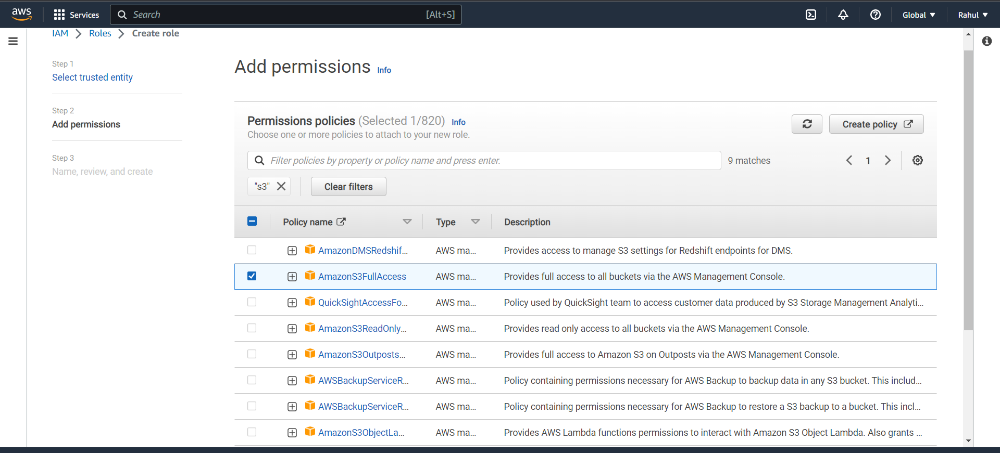 aws Services Search [Alt+S] Global Rahul
IAM Roles Create role
Step 1
Select trusted entity
Step 2
Add permissions
Step 3
Name, review, and create
Add permissions Info
Permissions policies (Selected 1/820) Info
Choose one or more policies to attach to your new role.
Create policy
Filter policies by property or policy name and press enter. 9 matches 1
"s3" Clear filters
Policy name Type Description
AmazonDMSRedshif... AWS ma... Provides access to manage S3 settings for Redshift endpoints for DMS.
AmazonS3FullAccess AWS ma... Provides full access to all buckets via the AWS Management Console.
QuickSightAccessFo... AWS ma... Policy used by QuickSight team to access customer data produced by S3 Storage Management Analyti...
AmazonS3ReadOnly... AWS ma... Provides read only access to all buckets via the AWS Management Console.
AmazonS3Outposts... AWS ma... Provides full access to Amazon S3 on Outposts via the AWS Management Console.
AWSBackupServiceR... AWS ma... Policy containing permissions necessary for AWS Backup to backup data in any S3 bucket. This includ...
AWSBackupServiceR... AWS ma... Policy containing permissions necessary for AWS Backup to restore a S3 backup to a bucket. This incl...
AmazonS3ObjectLa... AWS ma... Provides AWS Lambda functions permissions to interact with Amazon S3 Object Lambda. Also grants ...